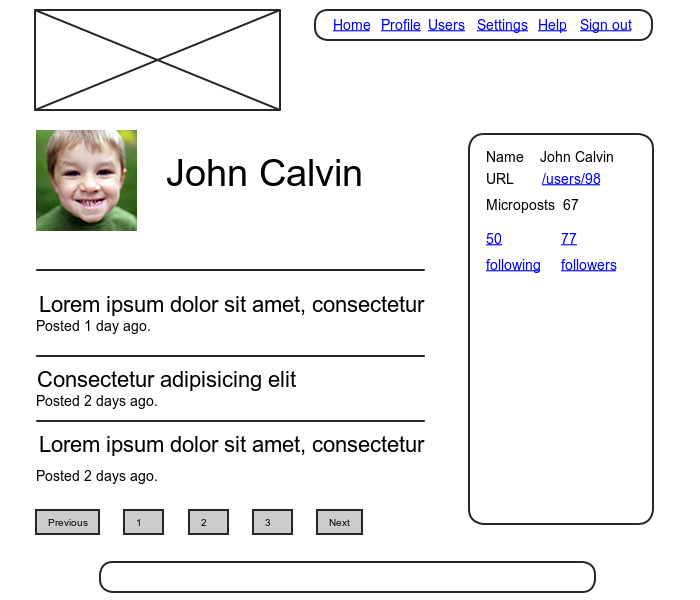 Home Profile Users Settings Help Sign out
John Calvin
Name John Calvin
URL /users/98
Microposts 67
50 77
following followers
Lorem ipsum dolor sit amet, consectetur
Posted 1 day ago.
Consectetur adipisicing elit
Posted 2 days ago.
Lorem ipsum dolor sit amet, consectetur
Posted 2 days ago.
Previous 1 2 3 Next